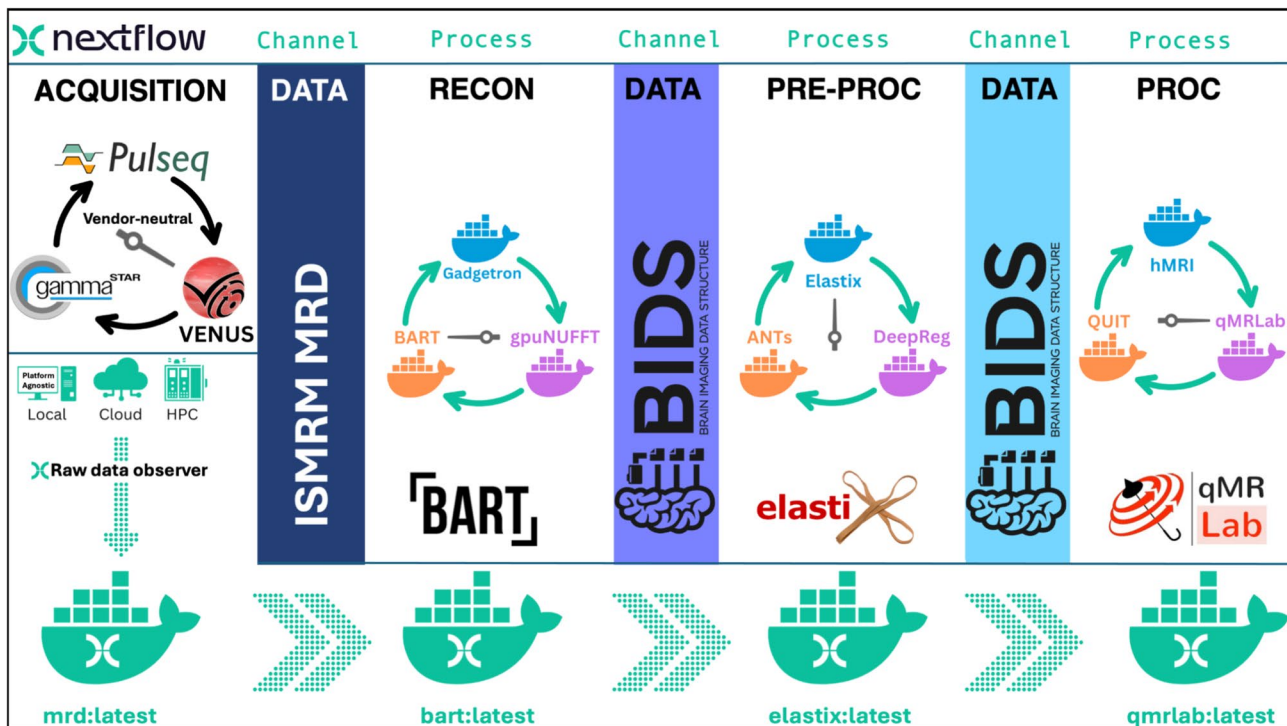 nextflow
Channel
Process
Channel
Process
Channel
Process
ACQUISITION
DATA
RECON
DATA
PRE-PROC
DATA
PROC
Pulseq
Vendor-neutral
gamma STAR
VENUS
Platform
Agnostic
Local
Cloud
HPC
Raw data observer
ISMRM MRD
Gadgetron
BART
gpuNUFFT
BART
BIDS
BRAIN IMAGING DATA STRUCTURE
Elastix
ANTs
DeepReg
elasti
BIDS
BRAIN IMAGING DATA STRUCTURE
hMRI
QUIT
qMRLab
qMR
Lab
mrd:latest
bart:latest
elastix:latest
qmrlab:latest